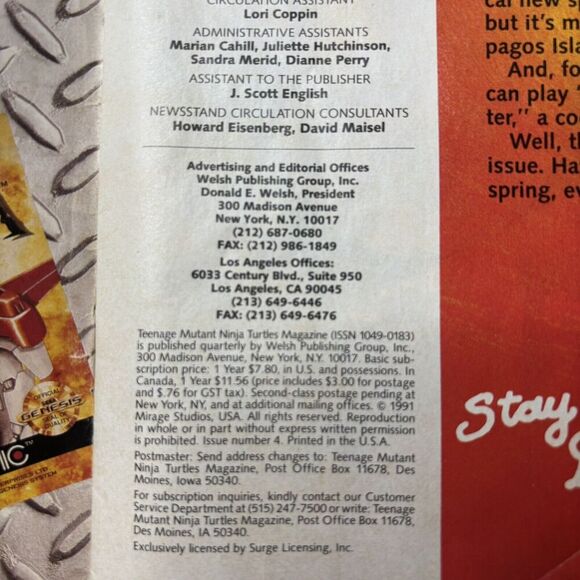 CIRCULATION ASSISTANT
Lori Coppin
ADMINISTRATIVE ASSISTANTS
Marian Cahill, Juliette Hutchinson,
Sandra Merid, Dianne Perry
ASSISTANT TO THE PUBLISHER
J. Scott English
NEWSSTAND CIRCULATION CONSULTANTS
Howard Eisenberg, David Maisel
Advertising and Editorial Offices
Welsh Publishing Group, Inc.
Donald E. Welsh, President
300 Madison Avenue
New York, N.Y. 10017
(212) 687-0680
FAX: (212) 986-1849
Los Angeles Offices:
6033 Century Blvd., Suite 950
Los Angeles, CA 90045
(213) 649-6446
FAX: (213) 649-6476
Teenage Mutant Ninja Turtles Magazine (ISSN 1049-0183)
is published quarterly by Welsh Publishing Group, Inc.,
300 Madison Avenue, New York, N.Y. 10017. Basic sub-
scription price: 1 Year $7.80, in U.S. and possessions. In
Canada, 1 Year $11.56 (price includes $3.00 for postage
and $.76 for GST tax). Second-class postage pending at
New York, NY, and at additional mailing offices. © 1991
Mirage Studios, USA. All rights reserved. Reproduction
in whole or in part without express written permission
is prohibited. Issue number 4. Printed in the U.S.A.
Postmaster: Send address changes to: Teenage Mutant
Ninja Turtles Magazine, Post Office Box 11678, Des
Moines, Iowa 50340.
For subscription inquiries, kindly contact our Customer
Service Department at (515) 247-7500 or write: Teenage
Mutant Ninja Turtles Magazine, Post Office Box 11678,
Des Moines, IA 50340.
Exclusively licensed by Surge Licensing, Inc.
but it's m
pagos Isla
And, fo
can play "
ter," a co
Well, th
issue. Ha
spring, ev
Stay
OFFICIAL
GENESIS
QUALITY
IC™
ERPRISES LTD
GENESIS SYSTEM